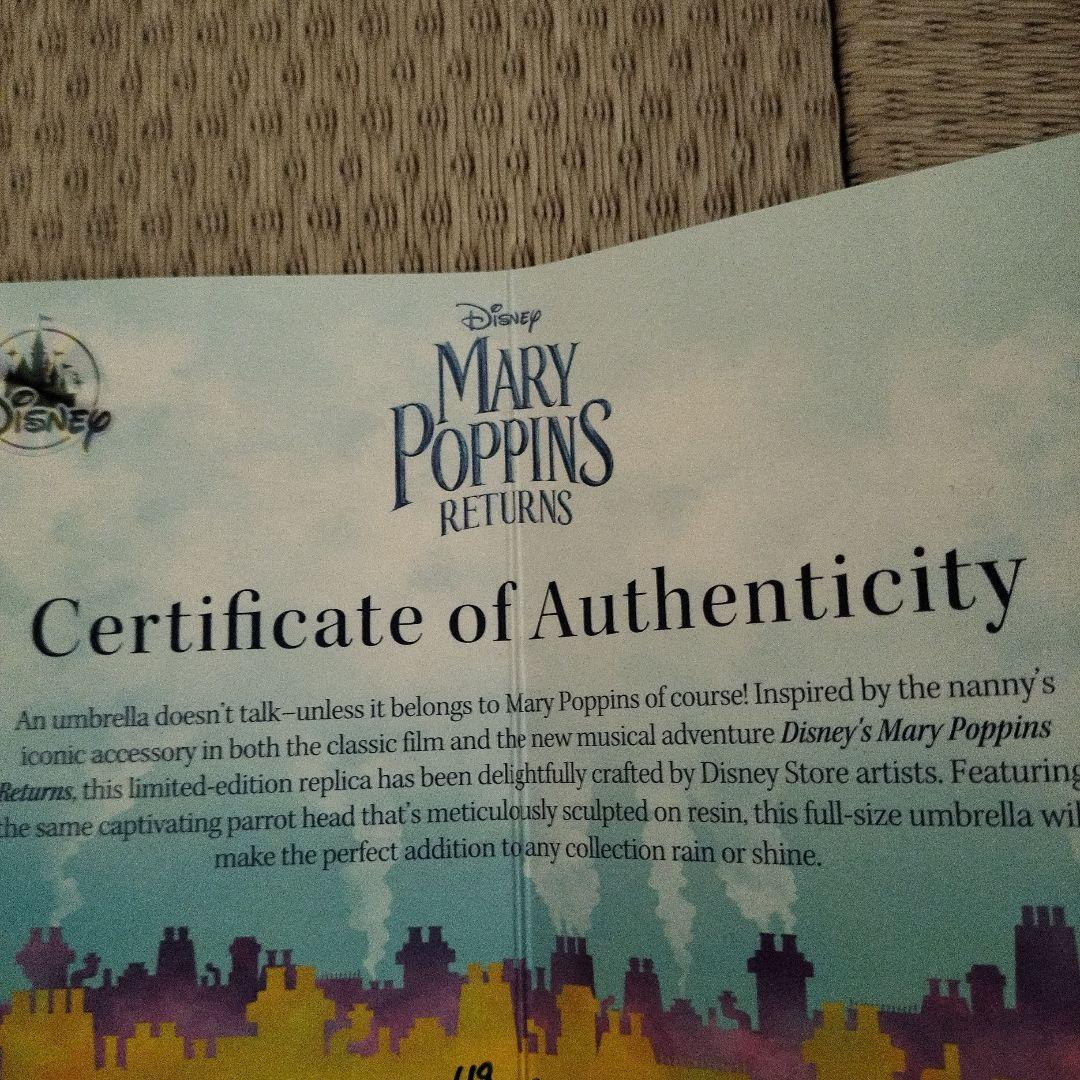 Disney
Disney
Mary
Poppins
Returns
Certificate of Authenticity
An umbrella doesn't talk–unless it belongs to Mary Poppins of course! Inspired by the nanny's
iconic accessory in both the classic film and the new musical adventure Disney's Mary Poppins
Returns, this limited-edition replica has been delightfully crafted by Disney Store artists. Featuring
the same captivating parrot head that's meticulously sculpted on resin, this full-size umbrella wil
make the perfect addition to any collection rain or shine.